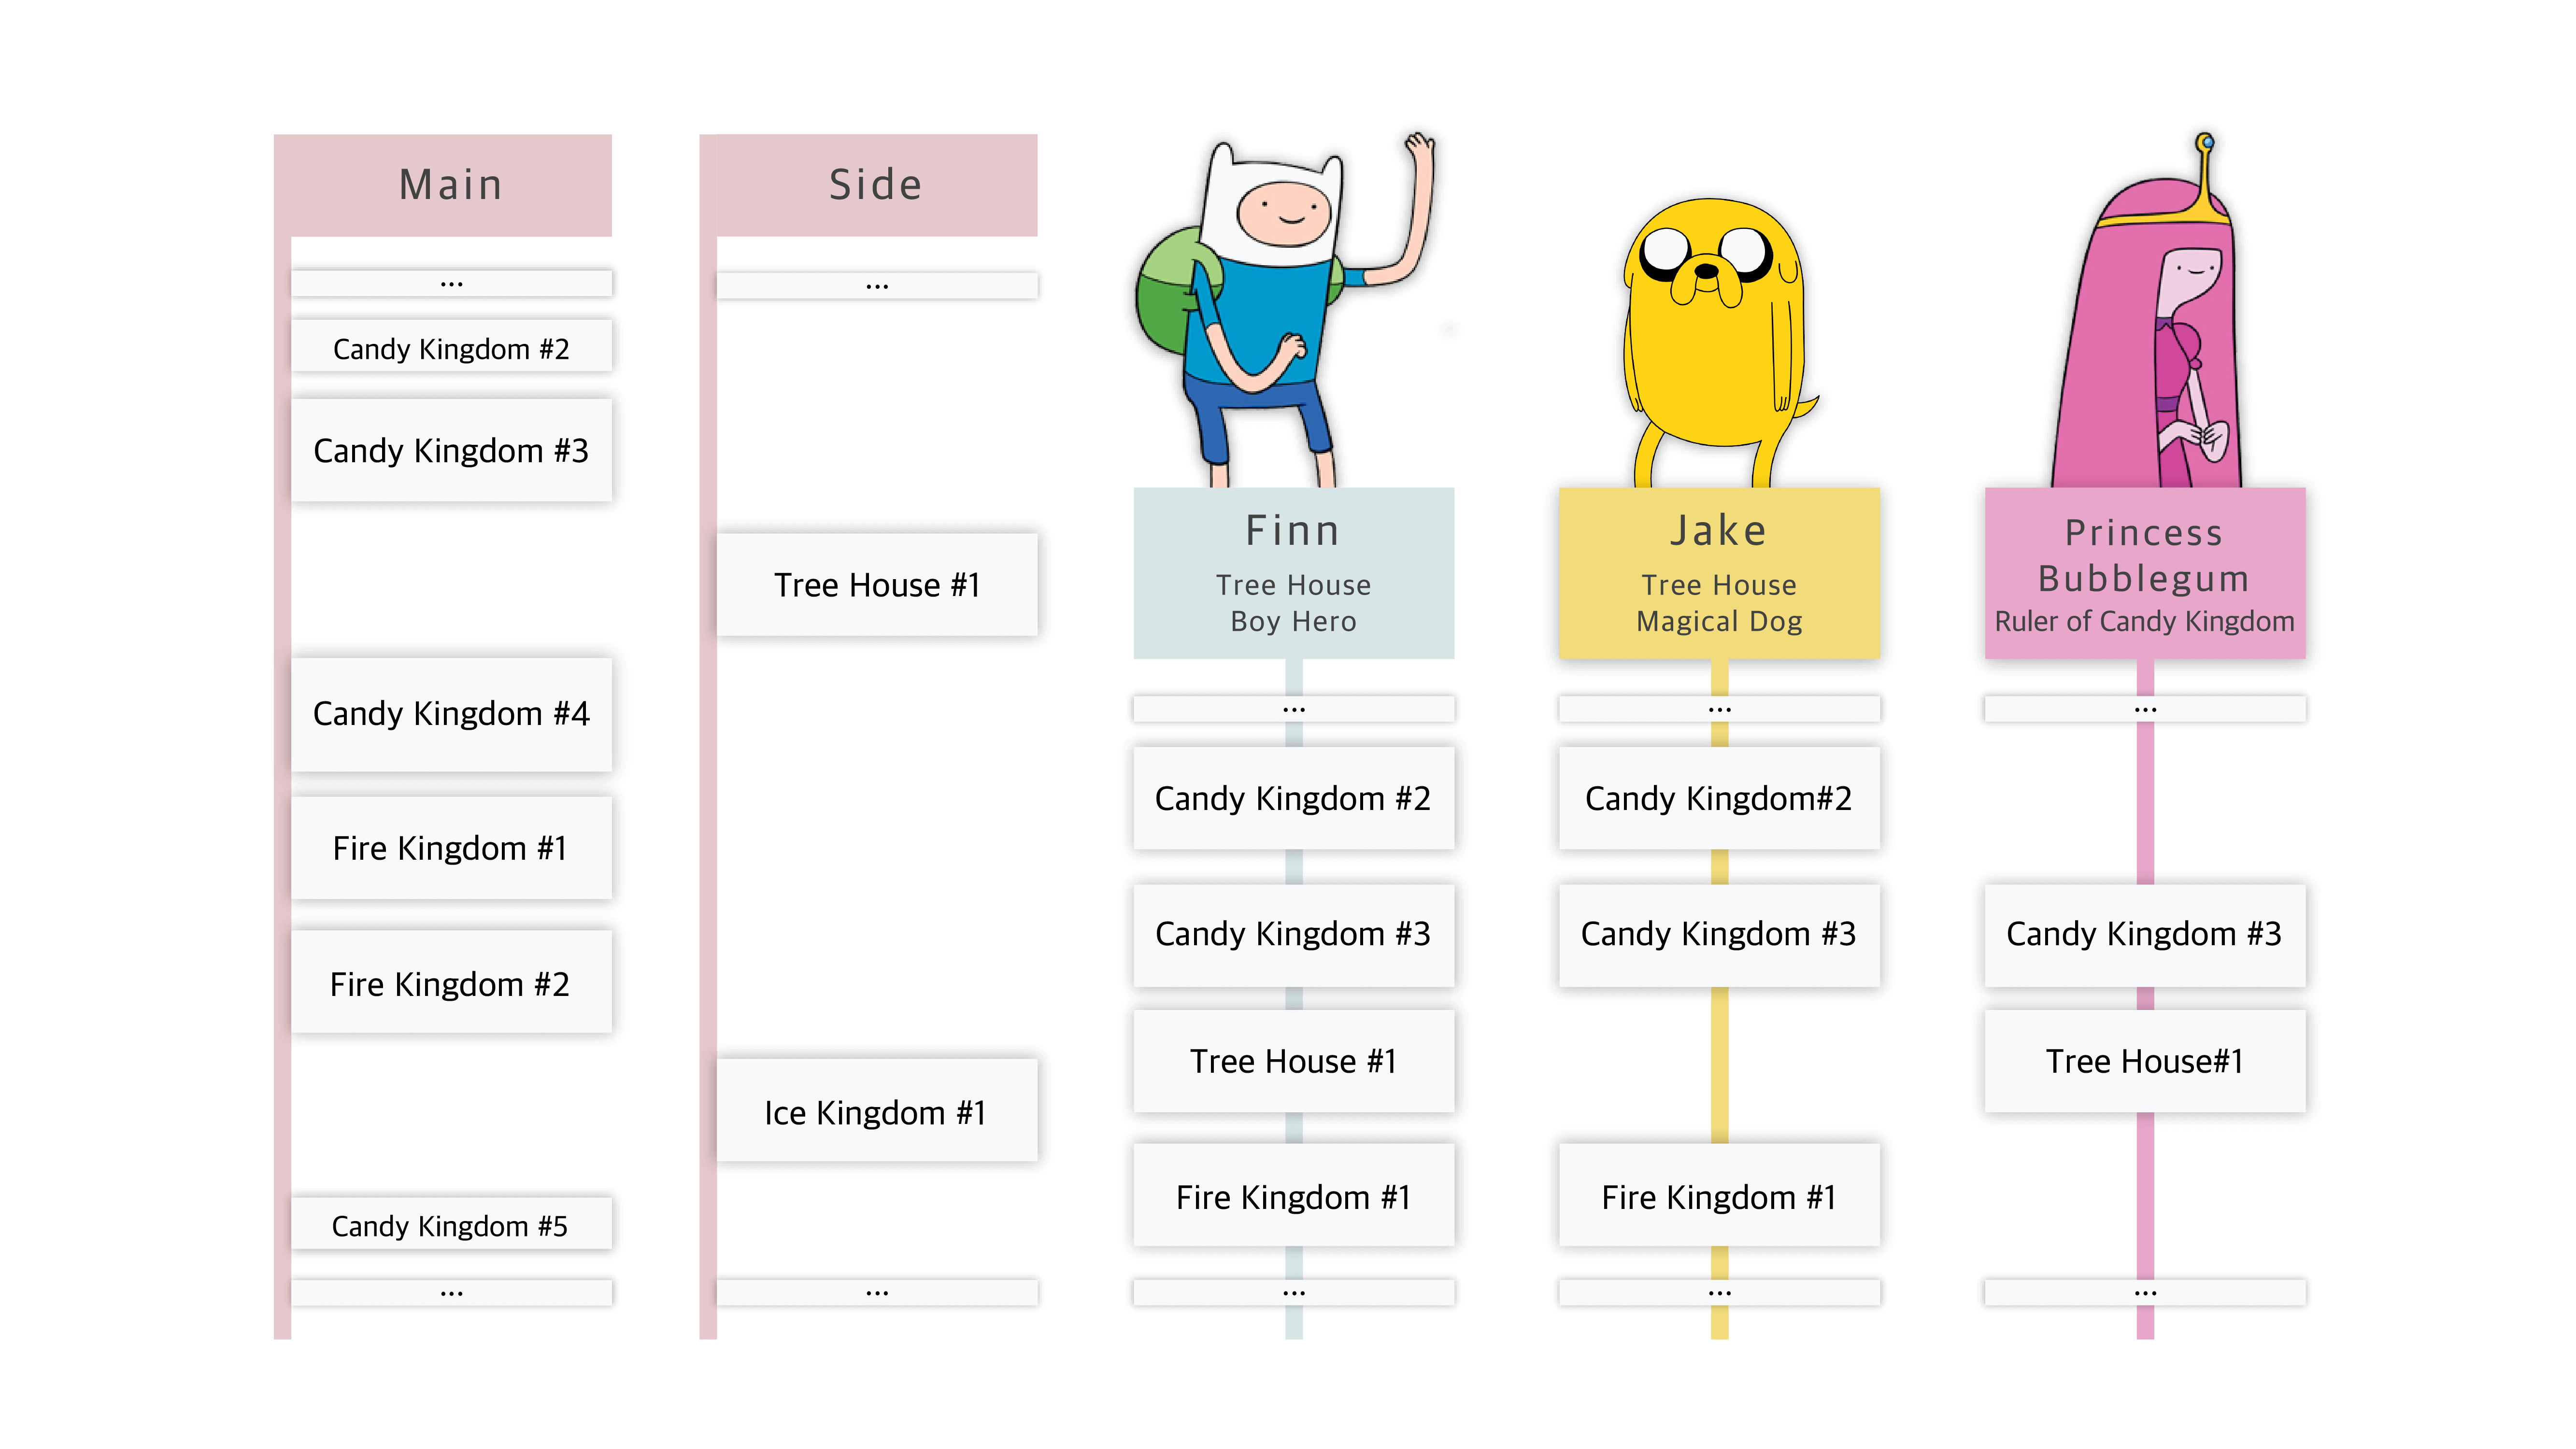 Main
...
Candy Kingdom #2
Candy Kingdom #3
Candy Kingdom #4
Fire Kingdom #1
Fire Kingdom #2
Candy Kingdom #5
...
Side
...
Tree House #1
Ice Kingdom #1
...
Finn
Tree House
Boy Hero
...
Candy Kingdom #2
Candy Kingdom #3
Tree House #1
Fire Kingdom #1
...
Jake
Tree House
Magical Dog
...
Candy Kingdom#2
Candy Kingdom #3
Fire Kingdom #1
...
Princess
Bubblegum
Ruler of Candy Kingdom
...
Candy Kingdom #3
Tree House#1
...